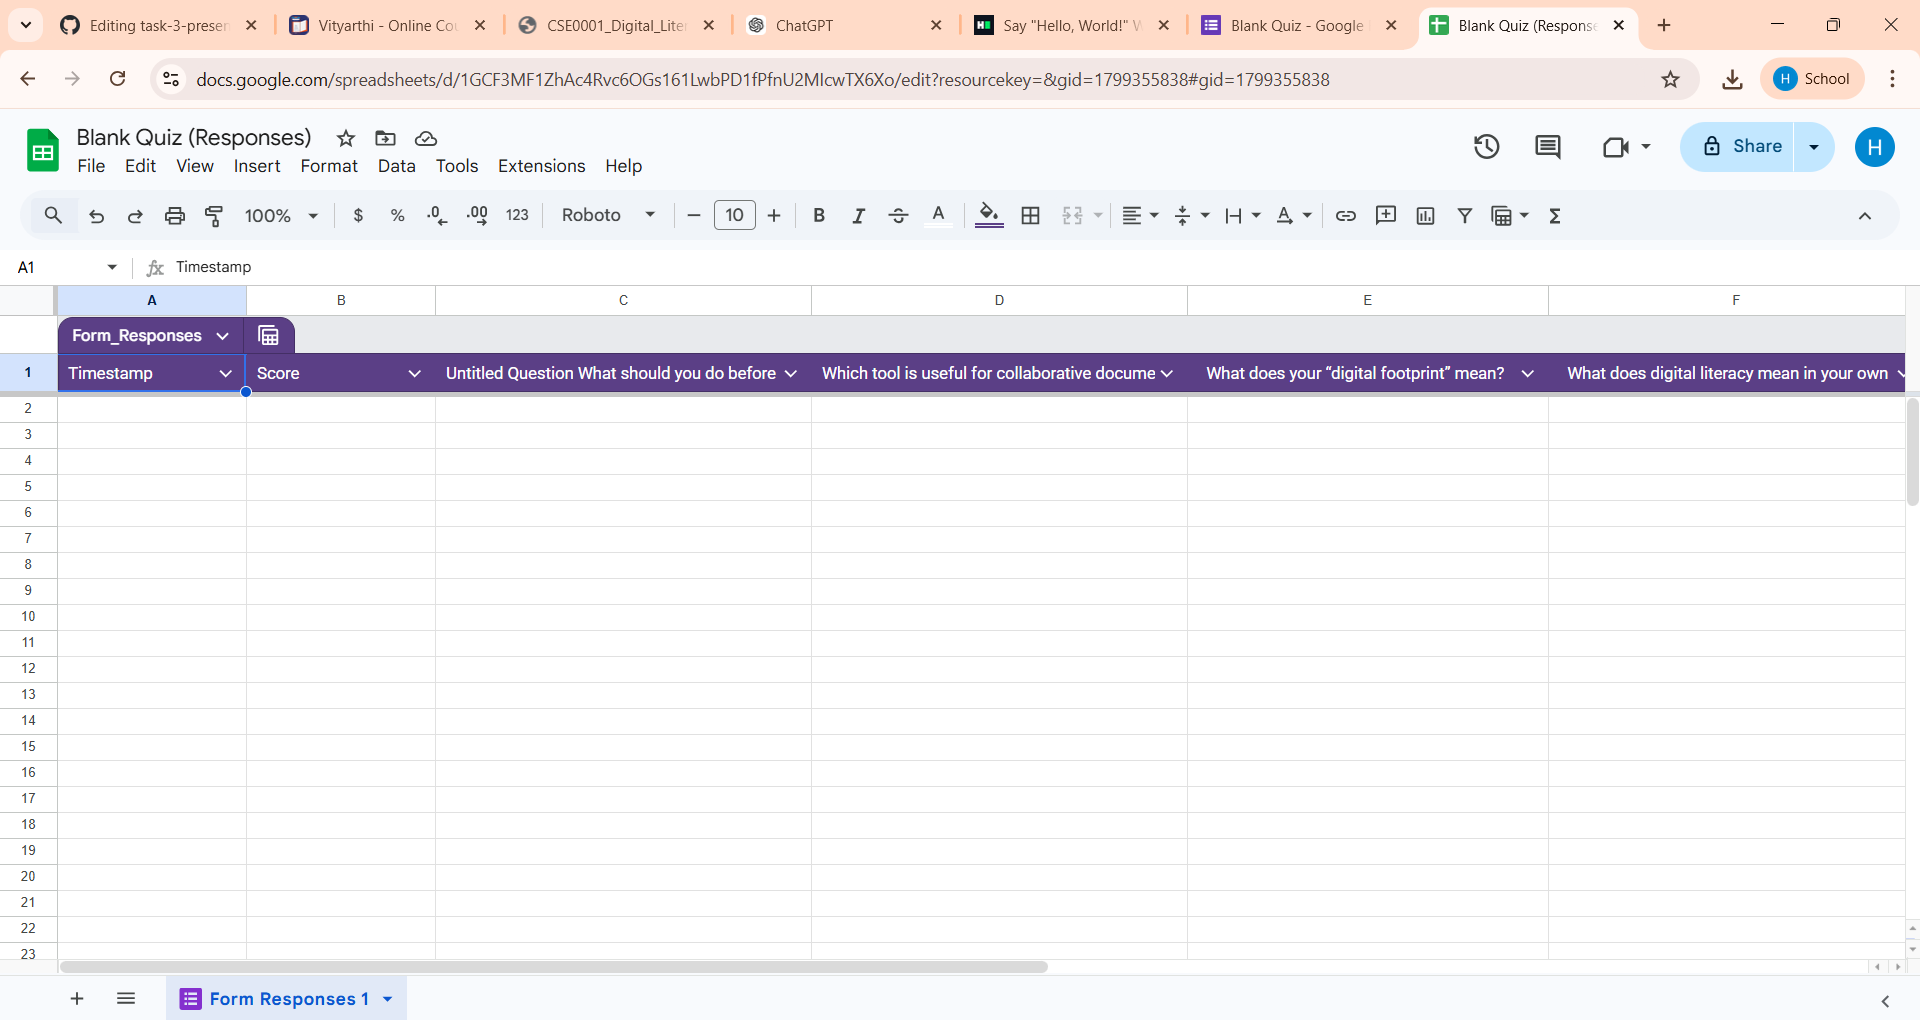 Editing task-3-presen
Vityarthi - Online Cou
CSE0001_Digital_Liter
ChatGPT
Say "Hello, World!" W
Blank Quiz - Google
Blank Quiz (Response
docs.google.com/spreadsheets/d/1GCF3MF1ZhAc4Rvc6OGs161LwbPD1fPfnU2MIcwTX6Xo/edit?resourcekey=&gid=1799355838#gid=1799355838
H School
Blank Quiz (Responses)
File Edit View Insert Format Data Tools Extensions Help
Share
H
100% $ % .0 .00 123 Roboto 10 B I S A Σ
A1 fx Timestamp
A B C D E F
Form_Responses
1 Timestamp Score Untitled Question What should you do before Which tool is useful for collaborative docume What does your “digital footprint” mean? What does digital literacy mean in your own
2
3
4
5
6
7
8
9
10
11
12
13
14
15
16
17
18
19
20
21
22
23
Form Responses 1